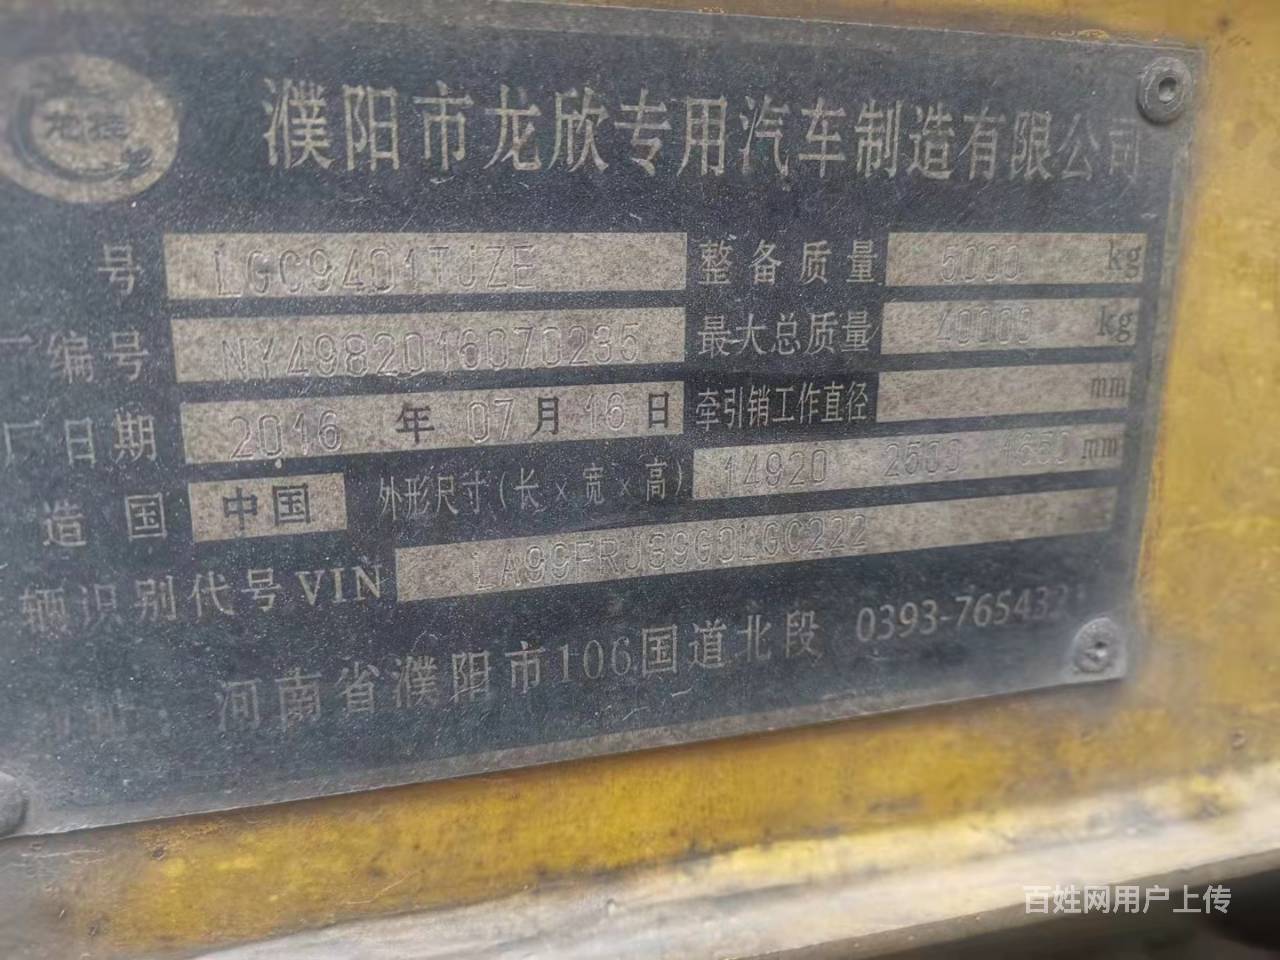 濮阳市龙欣专用汽车制造有限公司
号 LGC9401TJZE 整备质量 5000 kg
编号 NY4982016070235 最大总质量 40000 kg
厂日期 2016 年 07 月 16 日 牵引销工作直径 mm
造国 中国 外形尺寸(长×宽×高) 14920 2500 1650 mm
辆识别代号VIN LA99FRJ39G0LGC222
河南省濮阳市106国道北段 0393-7654321
百姓网用户上传